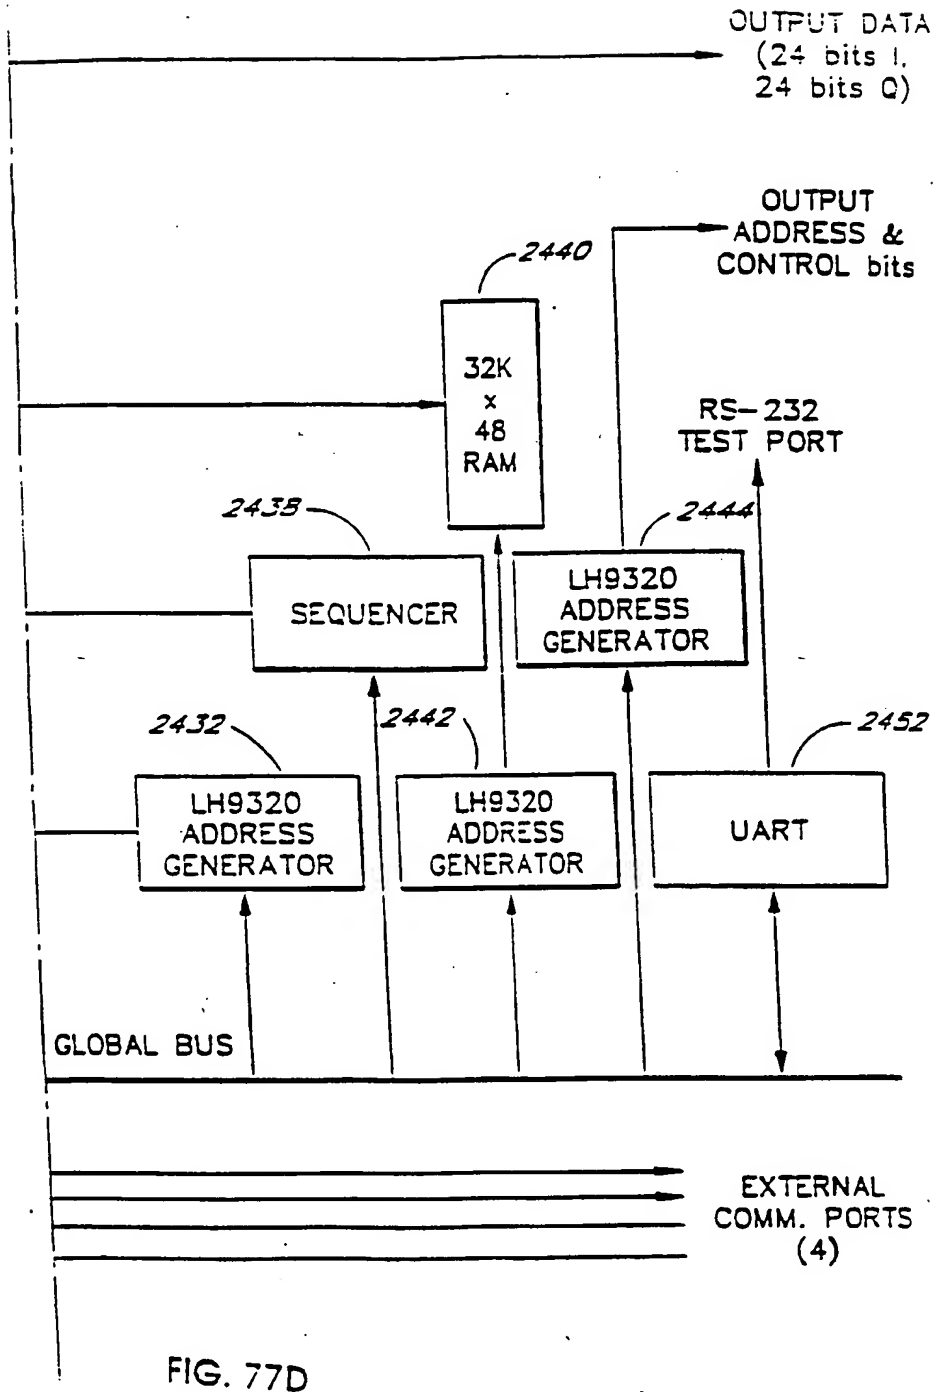 OUTPUT DATA
(24 bits I,
24 bits Q)
OUTPUT
ADDRESS &
CONTROL bits
2440
32K
x
48
RAM
RS-232
TEST PORT
2438
SEQUENCER
2444
LH9320
ADDRESS
GENERATOR
2432
LH9320
ADDRESS
GENERATOR
2442
LH9320
ADDRESS
GENERATOR
2452
UART
GLOBAL BUS
EXTERNAL
COMM. PORTS
(4)
FIG. 77D